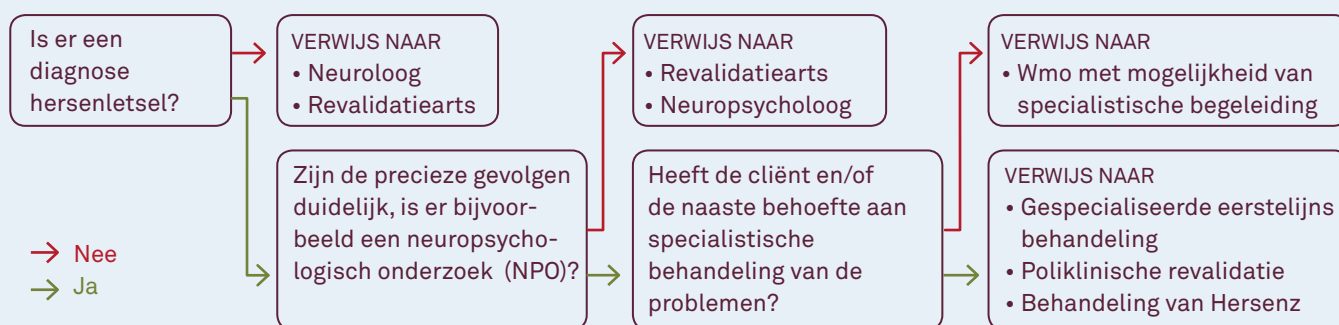 Is er een
diagnose
hersenletsel?
VERWIJS NAAR
• Neuroloog
• Revalidatiearts
VERWIJS NAAR
• Revalidatiearts
• Neuropsycholoog
VERWIJS NAAR
• Wmo met mogelijkheid van
specialistische begeleiding
Zijn de precieze gevolgen
duidelijk, is er bijvoor-
beeld een neuropsycho-
logisch onderzoek (NPO)?
Heeft de cliënt en/of
de naaste behoefte aan
specialistische
behandeling van de
problemen?
VERWIJS NAAR
• Gespecialiseerde eerstelijns
behandeling
• Poliklinische revalidatie
• Behandeling van Hersenz
Nee
Ja